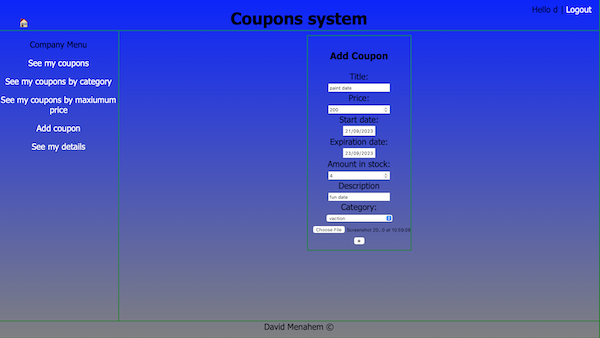 Coupons system
Hello d | Logout
Company Menu
See my coupons
See my coupons by category
See my coupons by maxiumum
price
Add coupon
See my details
Add Coupon
Title:
paint date
Price:
200
Start date:
21/09/2023
Expiration date:
23/09/2023
Amount in stock:
4
Description
fun date
Category:
vaction
Choose File Screenshot 20...0 at 10.59.09
+
David Menahem ©